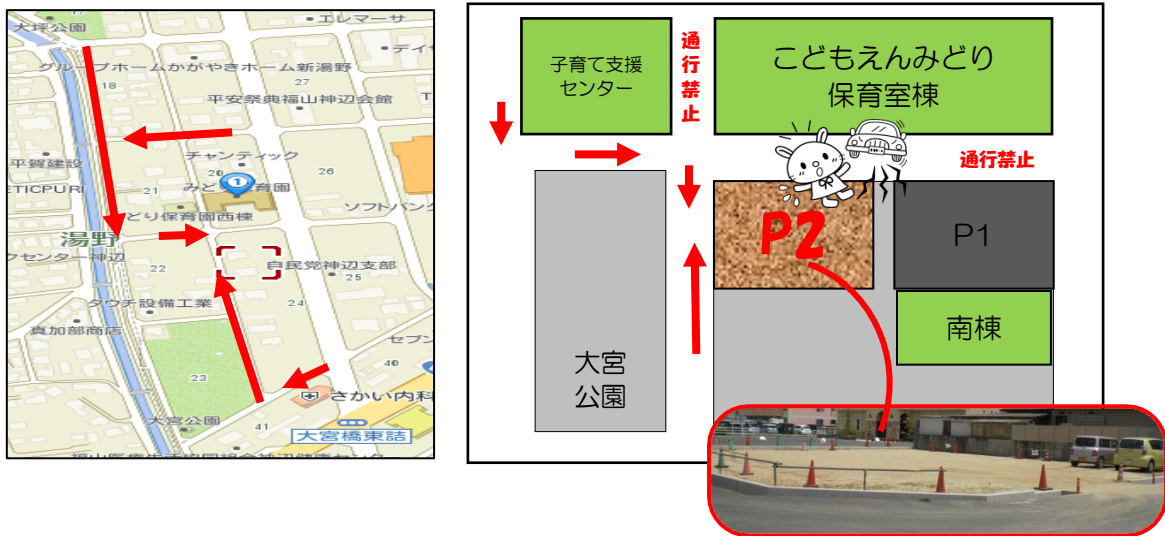 大坪公園
エレマーサ
ディ
グループホームかがやきホーム新湯野
18
27
平安祭典福山神辺会館
平賀建設
チャンティック
20
26
ETICPURI
21
みど
育園
1
どり保育園西棟
ソフトバンク
湯野
クセンター神辺
22
自民党神辺支部
25
タウチ設備工業
24
真加部商店
セブン
23
40
さかい内科
大宮公園
41
大宮橋東詰
子育て支援
センター
通行禁止
こどもえんみどり
保育室棟
通行禁止
P2
P1
南棟
大宮
公園